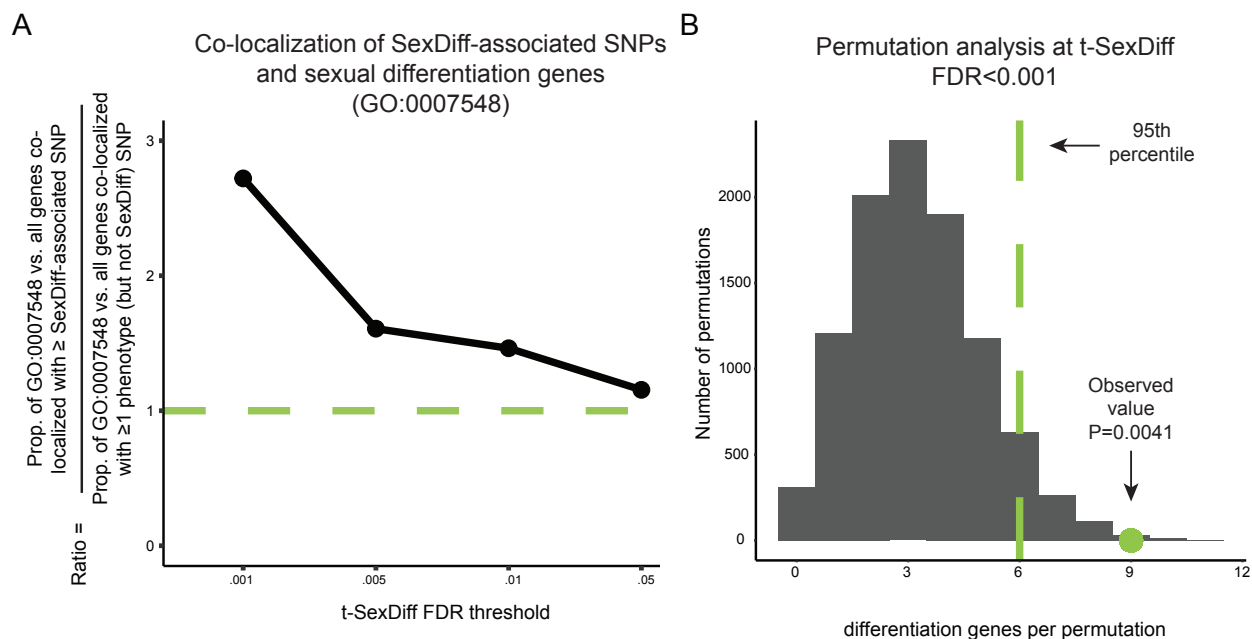 A
Co-localization of SexDiff-associated SNPs
and sexual differentiation genes
(GO:0007548)
Ratio =
Prop. of GO:0007548 vs. all genes co-
localized with ≥ SexDiff-associated SNP
Prop. of GO:0007548 vs. all genes co-localized
with ≥1 phenotype (but not SexDiff) SNP
3
2
1
0
.001
.005
.01
.05
t-SexDiff FDR threshold
B
Permutation analysis at t-SexDiff
FDR<0.001
95th
percentile
Observed
value
P=0.0041
Number of permutations
2000
1500
1000
500
0
0
3
6
9
12
differentiation genes per permutation